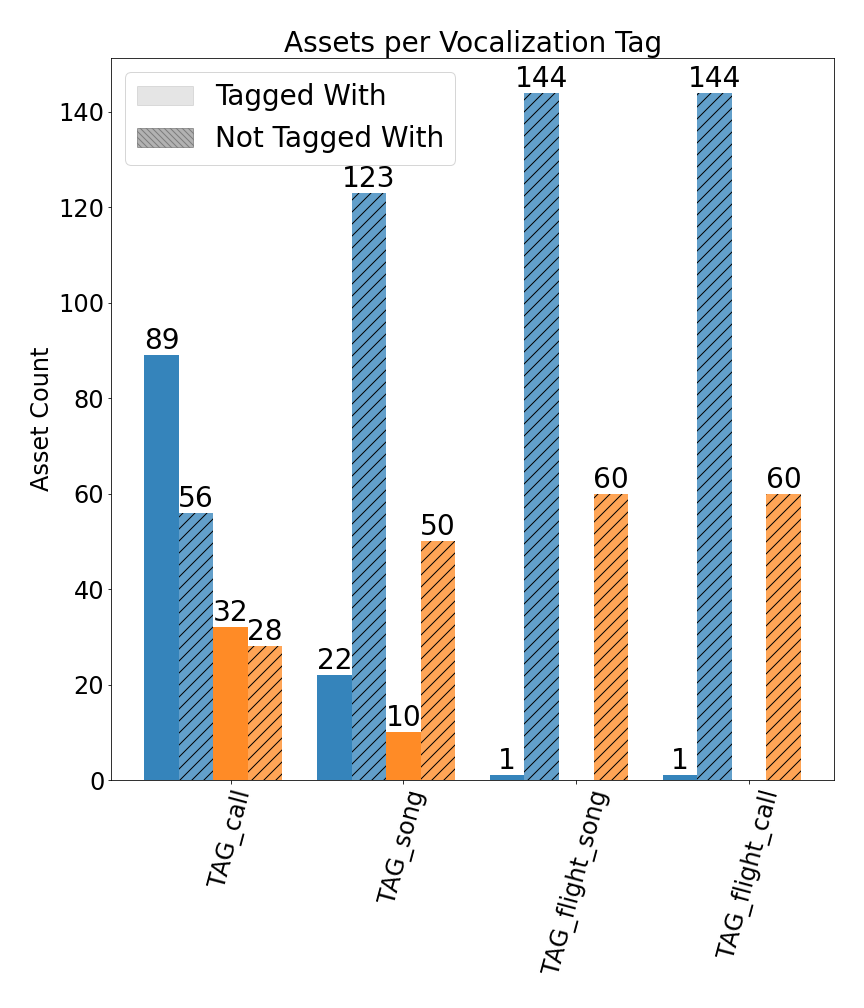 Assets per Vocalization Tag
Tagged With
Not Tagged With
Asset Count
140
120
100
80
60
40
20
0
89
56
32
28
22
123
10
50
1
144
60
1
144
60
TAG_call
TAG_song
TAG_flight_song
TAG_flight_call